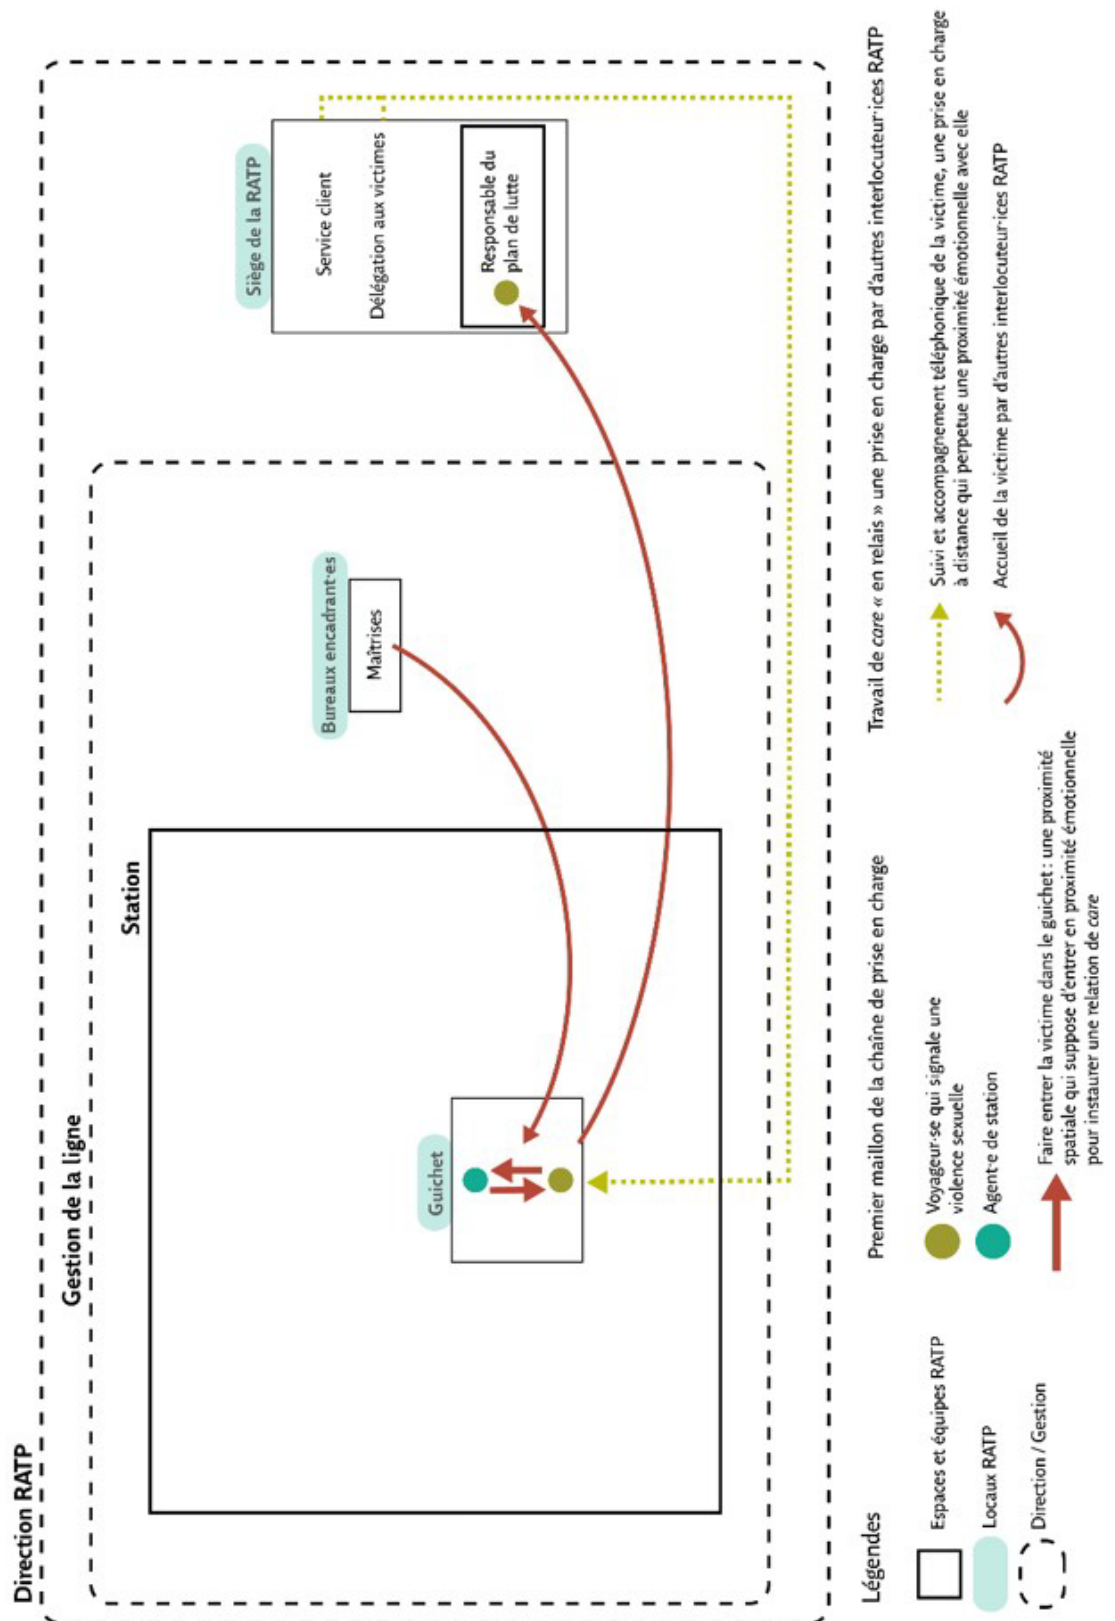 Direction RATP
Gestion de la ligne
Station
Guichet
Bureaux encadrant·es
Maîtrises
Siège de la RATP
Service client
Délégation aux victimes
Responsable du
plan de lutte
Légendes
Espaces et équipes RATP
Locaux RATP
Direction / Gestion
Premier maillon de la chaîne de prise en charge
Voyageur·se qui signale une
violence sexuelle
Agent·e de station
Faire entrer la victime dans le guichet : une proximité
spatiale qui suppose d'entrer en proximité émotionnelle
pour instaurer une relation de care
Travail de care « en relais » une prise en charge par d'autres interlocuteur·ices RATP
Suivi et accompagnement téléphonique de la victime, une prise en charge
à distance qui perpetue une proximité émotionnelle avec elle
Accueil de la victime par d'autres interlocuteur·ices RATP